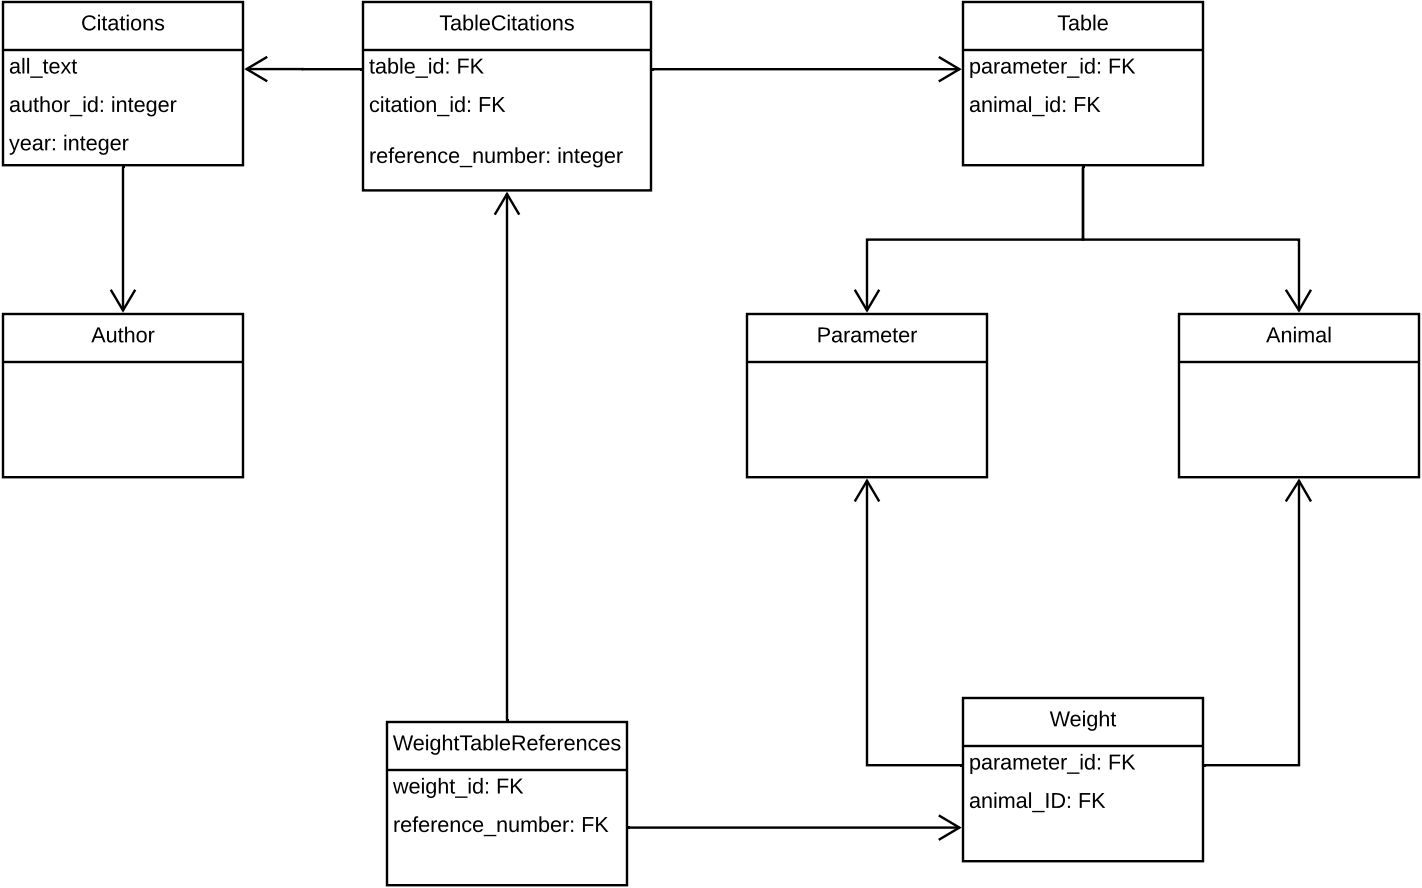 Citations
all_text
author_id: integer
year: integer
TableCitations
table_id: FK
citation_id: FK
reference_number: integer
Table
parameter_id: FK
animal_id: FK
Author
Parameter
Animal
WeightTableReferences
weight_id: FK
reference_number: FK
Weight
parameter_id: FK
animal_ID: FK